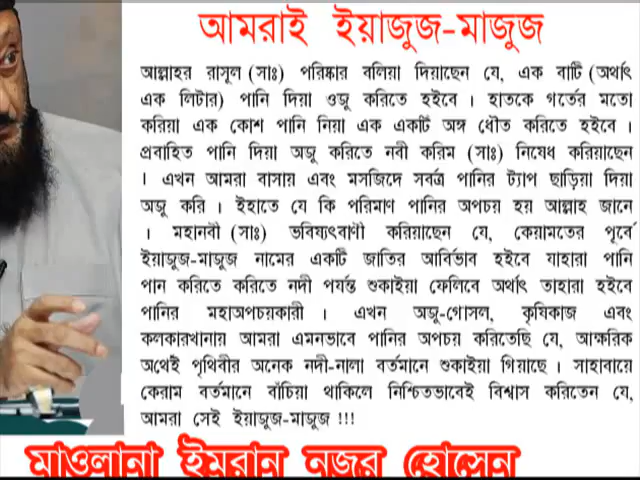 আমরাই ইয়াজুজ-মাজুজ
আল্লাহর রাসূল (সাঃ) পরিষ্কার বলিয়া দিয়াছেন যে, এক বাটি (অর্থাৎ
এক লিটার) পানি দিয়া ওজু করিতে হইবে । হাতকে গর্তের মতো
করিয়া এক কোশ পানি নিয়া এক একটি অঙ্গ ধৌত করিতে হইবে ।
প্রবাহিত পানি দিয়া অজু করিতে নবী করিম (সাঃ) নিষেধ করিয়াছেন
। এখন আমরা বাসায় এবং মসজিদে সর্বত্র পানির ট্যাপ ছাড়িয়া দিয়া
অজু করি । ইহাতে যে কি পরিমাণ পানির অপচয় হয় আল্লাহ জানে
। মহানবী (সাঃ) ভবিষ্যৎবাণী করিয়াছেন যে, কেয়ামতের পূর্বে
ইয়াজুজ-মাজুজ নামের একটি জাতির আর্বিভাব হইবে যাহারা পানি
পান করিতে করিতে নদী পর্যন্ত শুকাইয়া ফেলিবে অর্থাৎ তাহারা হইবে
পানির মহাঅপচয়কারী । এখন অজু-গোসল, কৃষিকাজ এবং
কলকারখানায় আমরা এমনভাবে পানির অপচয় করিতেছি যে, আক্ষরিক
অর্থেই পৃথিবীর অনেক নদী-নালা বর্তমানে শুকাইয়া গিয়াছে । সাহাবায়ে
কেরাম বর্তমানে বাঁচিয়া থাকিলে নিশ্চিতভাবেই বিশ্বাস করিতেন যে,
আমরা সেই ইয়াজুজ-মাজুজ !!!
মাওলানা ইমরান নজর হোসেন